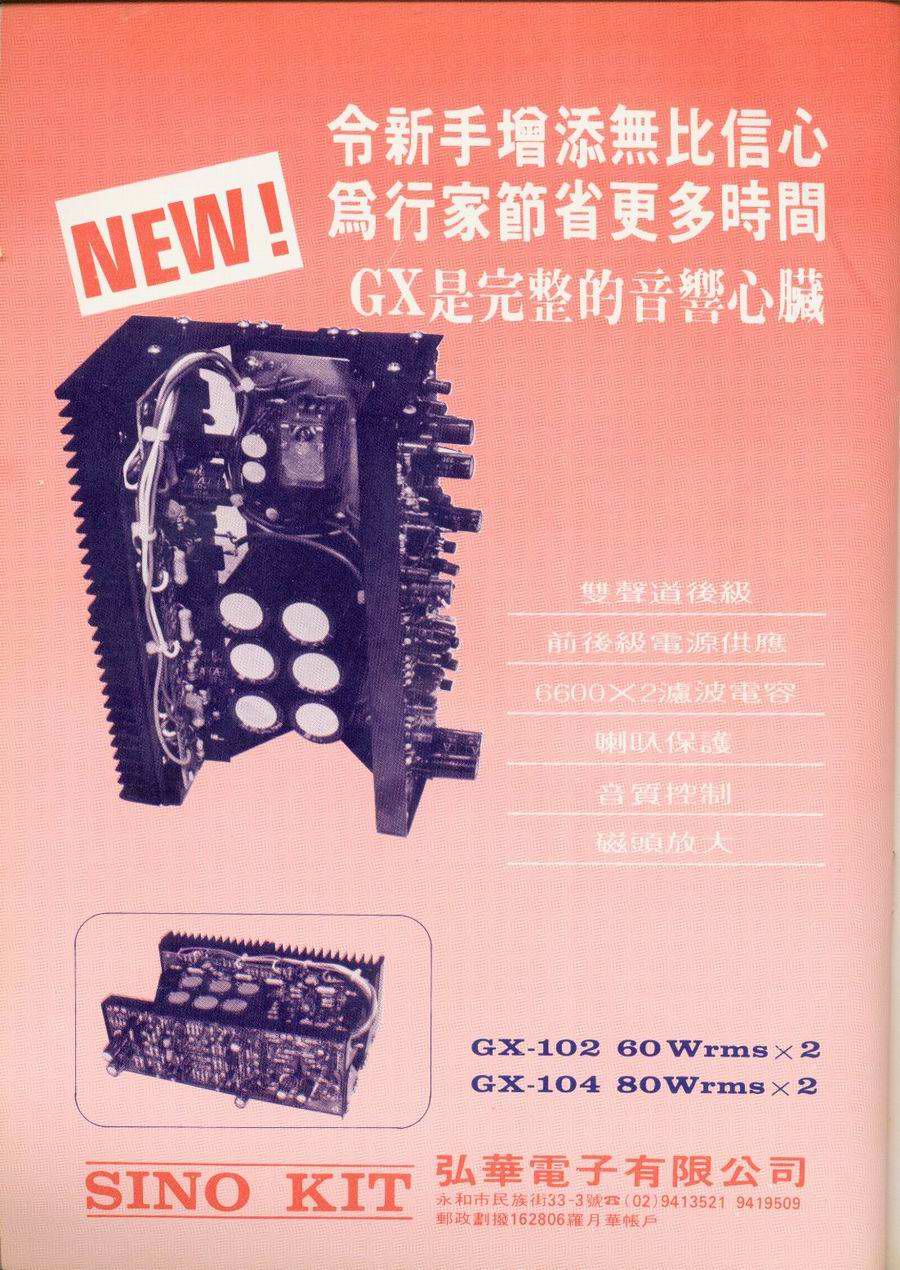 NEW!
令新手增添無比信心
爲行家節省更多時間
GX是完整的音響心臟
雙聲道後級
前後級電源供應
6600×2濾波電容
喇叭保護
音質控制
磁頭放大
GX-102 60Wrms×2
GX-104 80Wrms×2
SINO KIT
弘華電子有限公司
永和市民族街33-3號☎(02)9413521 9419509
郵政劃撥162806羅月華帳戶